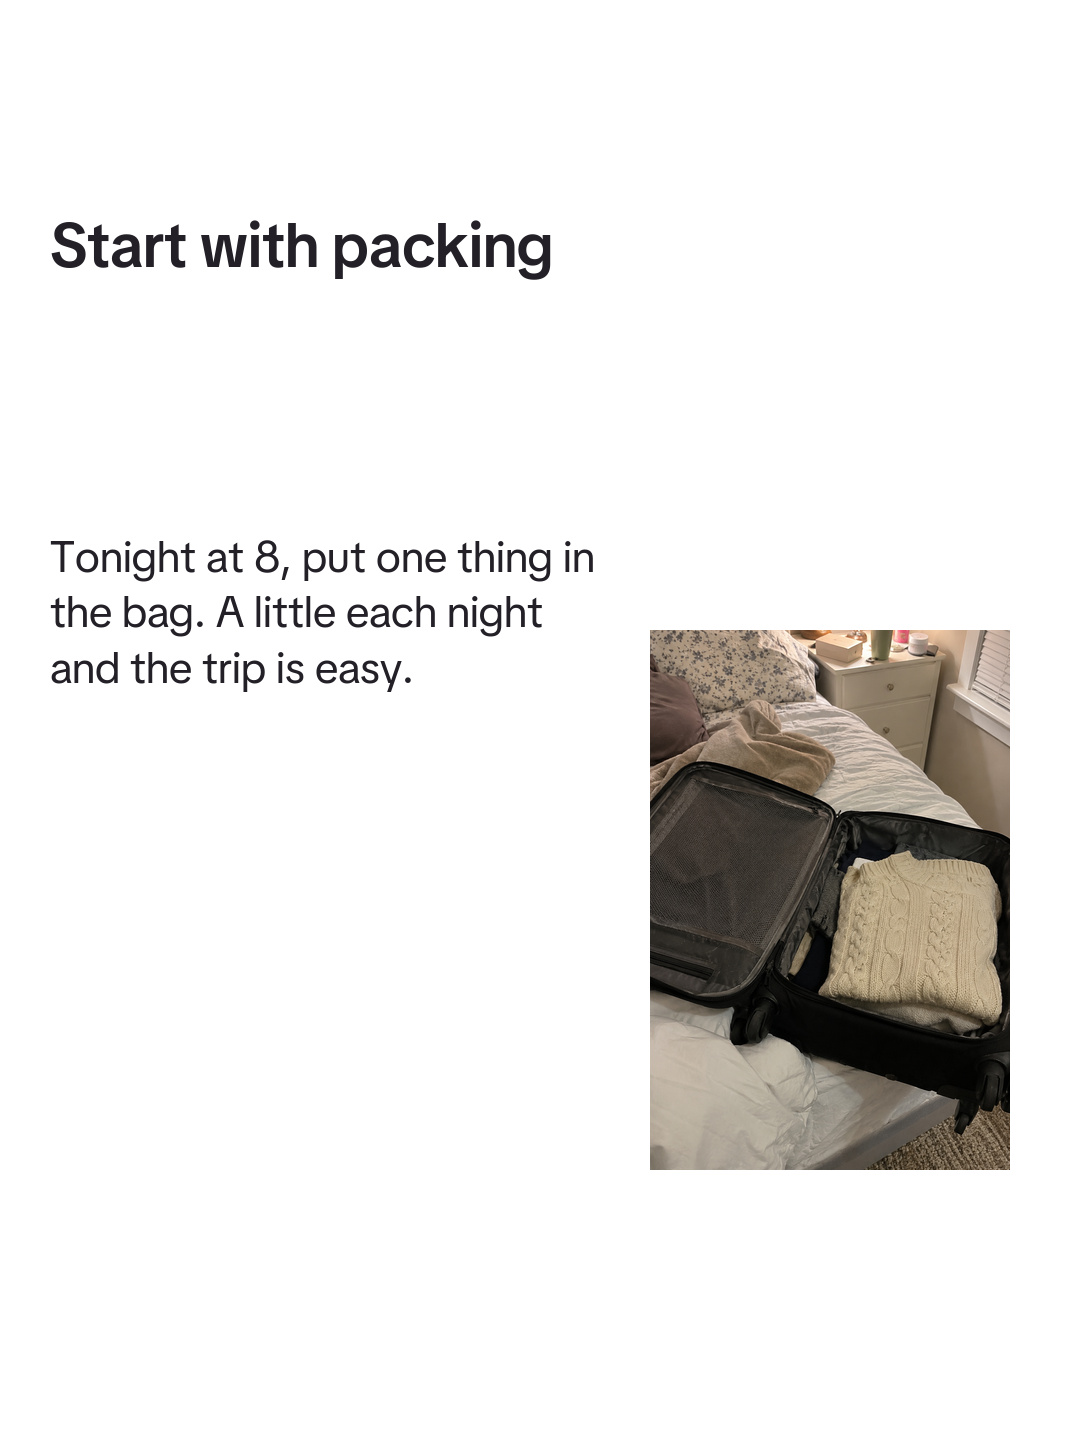 Start with packing
Tonight at 8, put one thing in
the bag. A little each night
and the trip is easy.